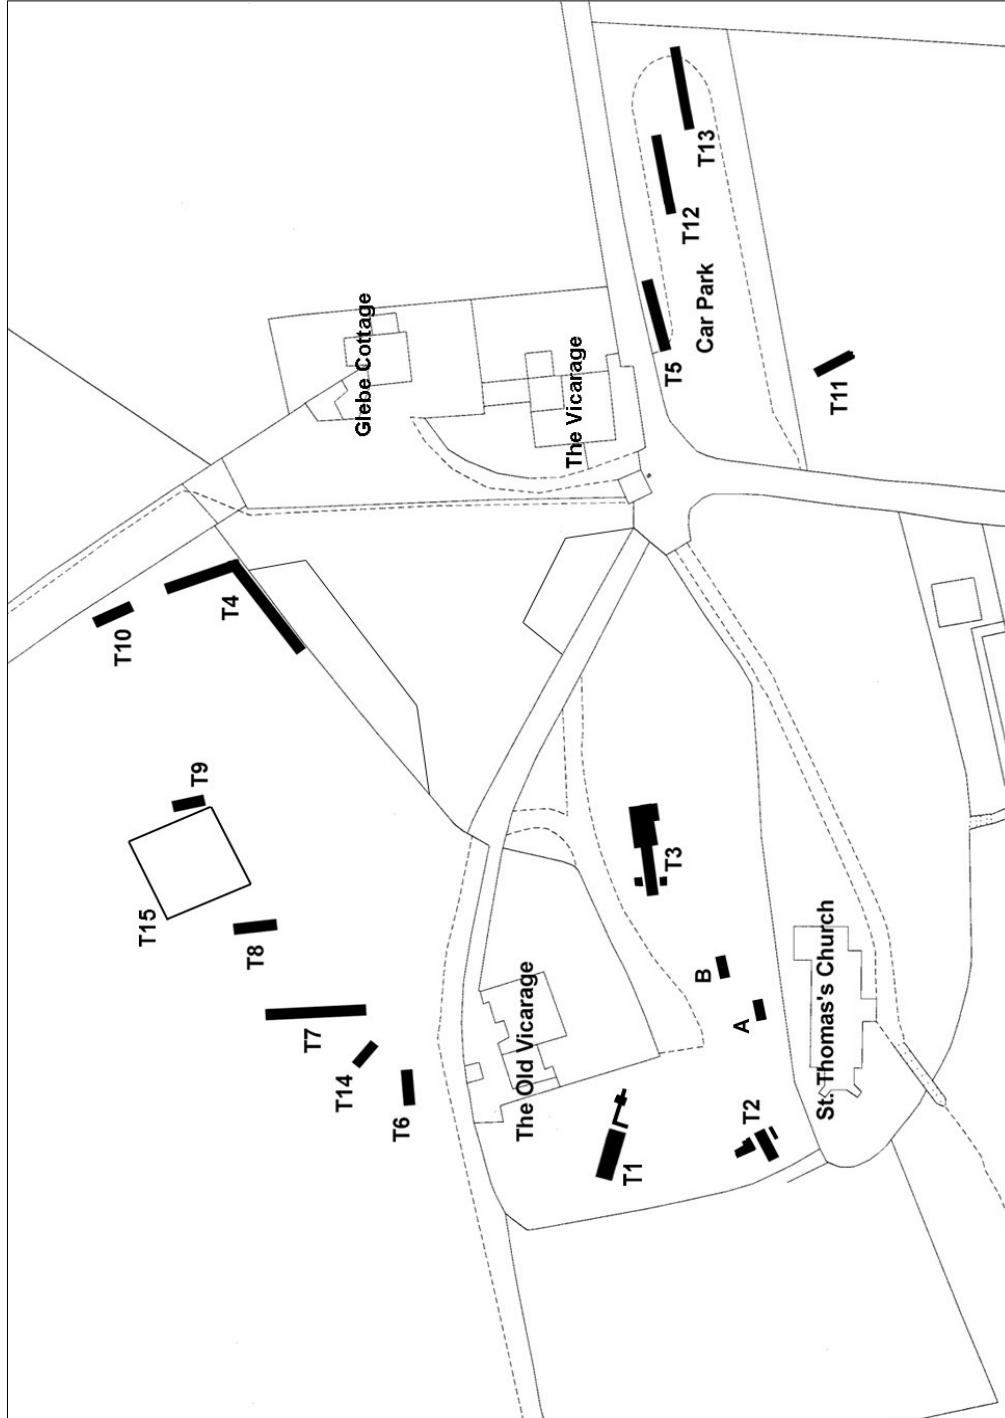 T13
T12
Car Park
T5
T11
Glebe Cottage
The Vicarage
T4
T10
T9
T15
T8
T7
T14
T6
T3
B
A
The Old Vicarage
St. Thomas's Church
T2
T1